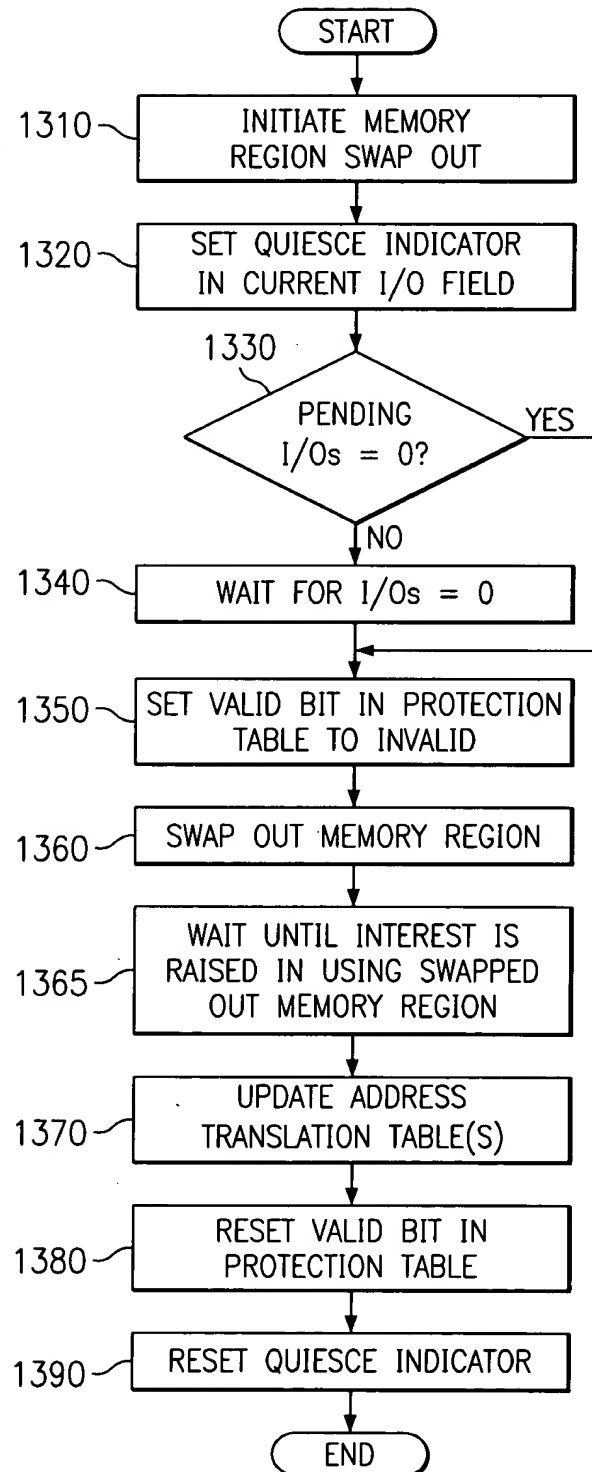 START
1310
INITIATE MEMORY
REGION SWAP OUT
1320
SET QUIESCE INDICATOR
IN CURRENT I/O FIELD
1330
PENDING
I/Os = 0?
YES
NO
1340
WAIT FOR I/Os = 0
1350
SET VALID BIT IN PROTECTION
TABLE TO INVALID
1360
SWAP OUT MEMORY REGION
1365
WAIT UNTIL INTEREST IS
RAISED IN USING SWAPPED
OUT MEMORY REGION
1370
UPDATE ADDRESS
TRANSLATION TABLE(S)
1380
RESET VALID BIT IN
PROTECTION TABLE
1390
RESET QUIESCE INDICATOR
END